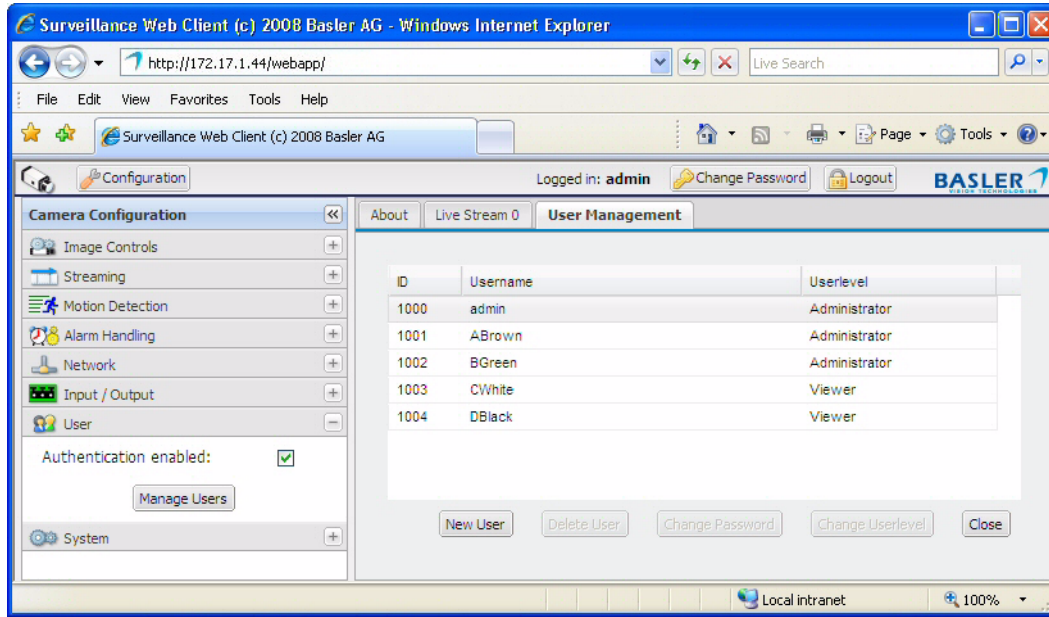 Surveillance Web Client (c) 2008 Basler AG - Windows Internet Explorer
http://172.17.1.44/webapp/
Live Search
File Edit View Favorites Tools Help
Surveillance Web Client (c) 2008 Basler AG
Page Tools
Configuration
Logged in: admin Change Password Logout
BASLER
VISION TECHNOLOGIES
Camera Configuration
About Live Stream 0 User Management
Image Controls
Streaming
Motion Detection
Alarm Handling
Network
Input / Output
User
Authentication enabled:
Manage Users
System
ID Username Userlevel
1000 admin Administrator
1001 ABrown Administrator
1002 BGreen Administrator
1003 CWhite Viewer
1004 DBlack Viewer
New User Delete User Change Password Change Userlevel Close
Local intranet 100%